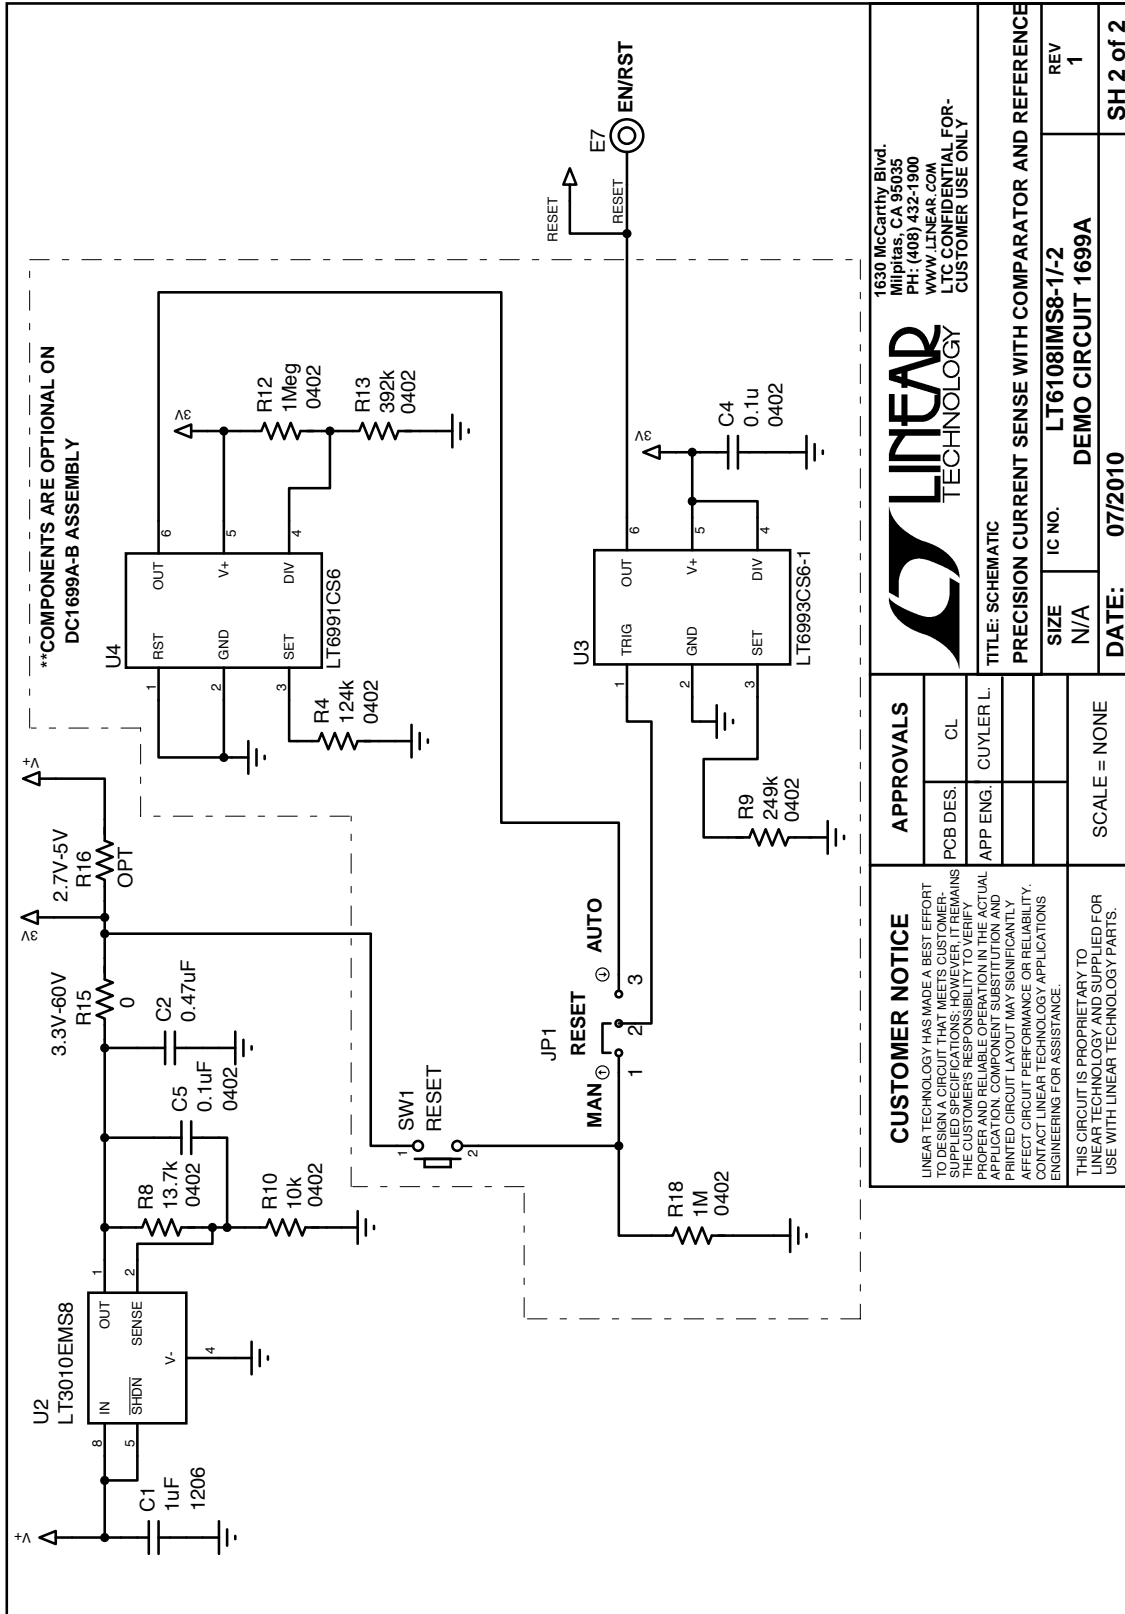 **COMPONENTS ARE OPTIONAL ON
DC1699A-B ASSEMBLY
V+
C1
1uF
1206
U2
LT3010EMS8
8
IN
5
SHDN
OUT
1
SENSE
2
V-
4
R8
13.7k
0402
C5
0.1uF
0402
R10
10k
0402
C2
0.47uF
3.3V-60V
R15
0
3V
2.7V-5V
R16
OPT
V+
SW1
RESET
1
2
R18
1M
0402
JP1
RESET
MAN
AUTO
1
2
3
U4
LT6991CS6
1
RST
2
GND
3
SET
OUT
6
V+
5
DIV
4
R4
124k
0402
3V
R12
1Meg
0402
R13
392k
0402
U3
LT6993CS6-1
1
TRIG
2
GND
3
SET
OUT
6
V+
5
DIV
4
R9
249k
0402
3V
C4
0.1u
0402
RESET
RESET
E7
EN/RST
CUSTOMER NOTICE
LINEAR TECHNOLOGY HAS MADE A BEST EFFORT
TO DESIGN A CIRCUIT THAT MEETS CUSTOMER-
SUPPLIED SPECIFICATIONS; HOWEVER, IT REMAINS
THE CUSTOMER'S RESPONSIBILITY TO VERIFY
PROPER AND RELIABLE OPERATION IN THE ACTUAL
APPLICATION. COMPONENT SUBSTITUTION AND
PRINTED CIRCUIT LAYOUT MAY SIGNIFICANTLY
AFFECT CIRCUIT PERFORMANCE OR RELIABILITY.
CONTACT LINEAR TECHNOLOGY APPLICATIONS
ENGINEERING FOR ASSISTANCE.
THIS CIRCUIT IS PROPRIETARY TO
LINEAR TECHNOLOGY AND SUPPLIED FOR
USE WITH LINEAR TECHNOLOGY PARTS.
APPROVALS
PCB DES.
CL
APP ENG.
CUYLER L.
SCALE = NONE
LINEAR
TECHNOLOGY
1630 McCarthy Blvd.
Milpitas, CA 95035
PH: (408) 432-1900
WWW.LINEAR.COM
LTC CONFIDENTIAL FOR-
CUSTOMER USE ONLY
TITLE: SCHEMATIC
PRECISION CURRENT SENSE WITH COMPARATOR AND REFERENCE
SIZE
N/A
IC NO.
LT6108IMS8-1/-2
DEMO CIRCUIT 1699A
REV
1
DATE:
07/2010
SH 2 of 2